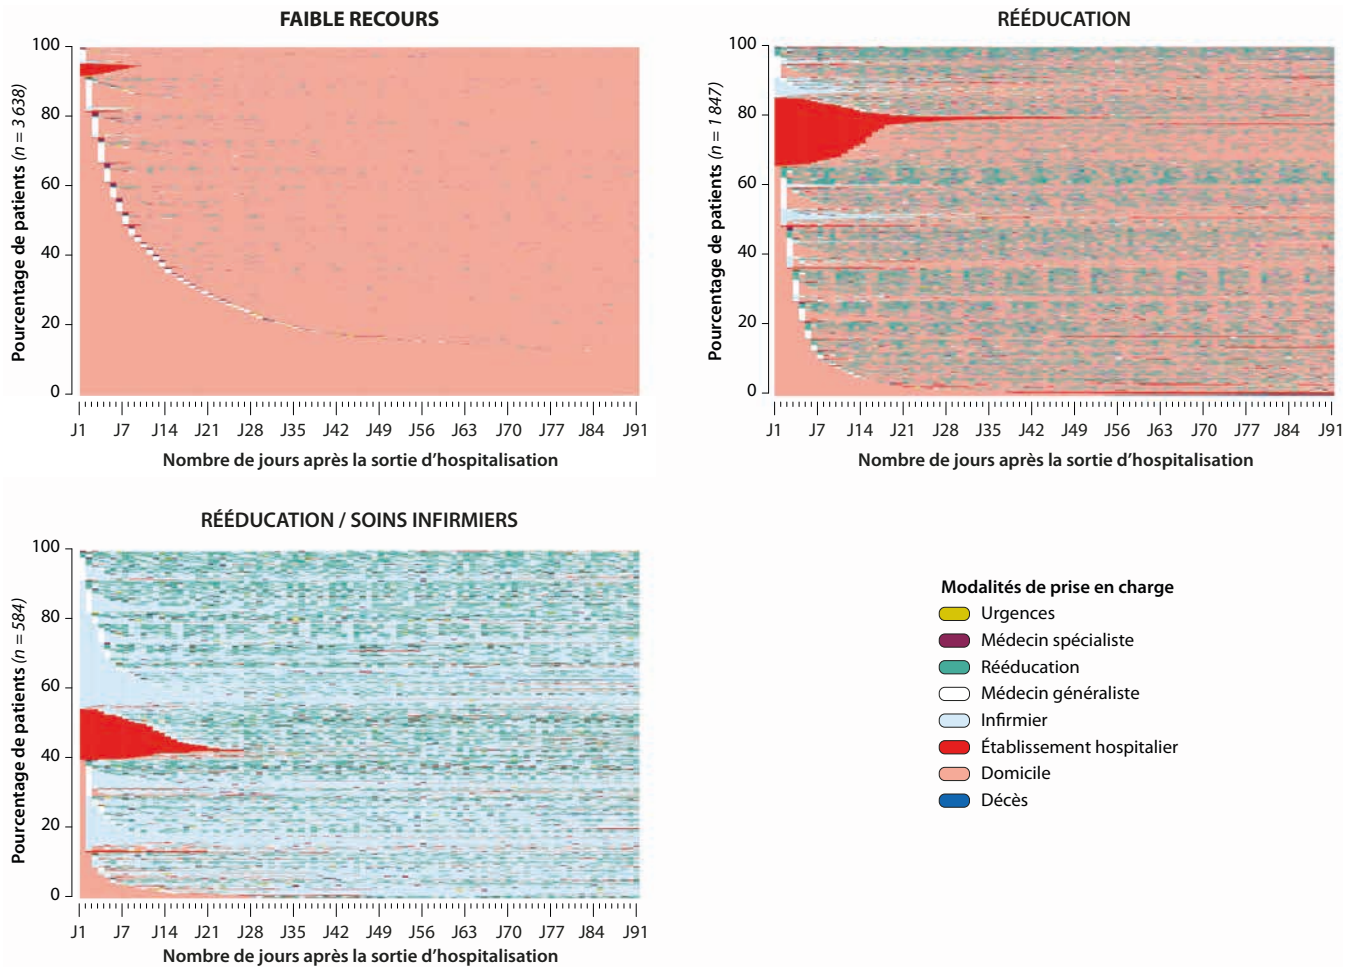 FAIBLE RECOURS
Pourcentage de patients (n = 3 638)
100
80
60
40
20
0
J1 J7 J14 J21 J28 J35 J42 J49 J56 J63 J70 J77 J84 J91
Nombre de jours après la sortie d’hospitalisation
RÉÉDUCATION
Pourcentage de patients (n = 1 847)
100
80
60
40
20
0
J1 J7 J14 J21 J28 J35 J42 J49 J56 J63 J70 J77 J84 J91
Nombre de jours après la sortie d’hospitalisation
RÉÉDUCATION / SOINS INFIRMIERS
Pourcentage de patients (n = 584)
100
80
60
40
20
0
J1 J7 J14 J21 J28 J35 J42 J49 J56 J63 J70 J77 J84 J91
Nombre de jours après la sortie d’hospitalisation
Modalités de prise en charge
Urgences
Médecin spécialiste
Rééducation
Médecin généraliste
Infirmier
Établissement hospitalier
Domicile
Décès